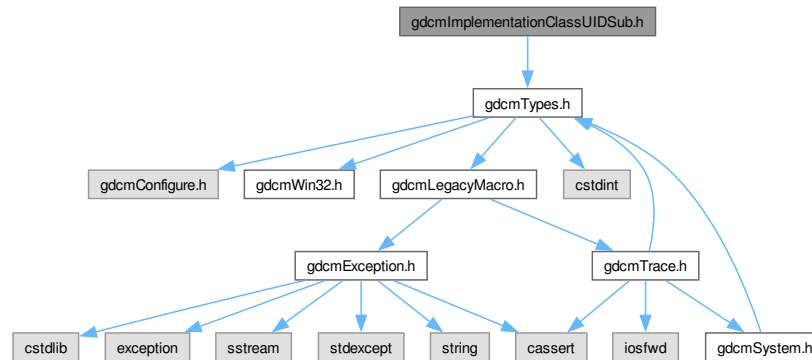 gdcmImplementationClassUIDSub.h
gdcmTypes.h
gdcmConfigure.h
gdcmWin32.h
gdcmLegacyMacro.h
cstdint
gdcmException.h
gdcmTrace.h
cstdlib
exception
sstream
stdexcept
string
cassert
iosfwd
gdcmSystem.h